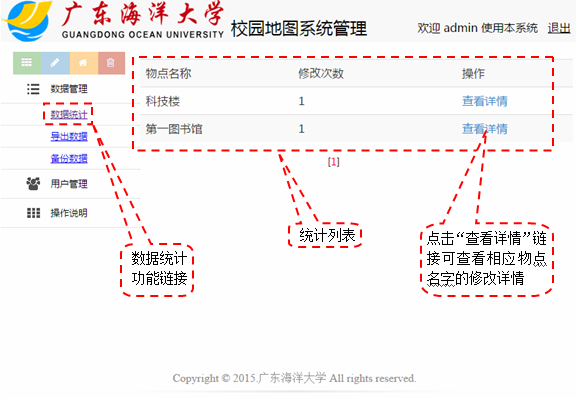 广东海洋大学
GUANGDONG OCEAN UNIVERSITY
校园地图系统管理
欢迎 admin 使用本系统 退出
物点名称 修改次数 操作
科技楼 1 查看详情
第一图书馆 1 查看详情
[1]
数据管理
数据统计
导出数据
备份数据
用户管理
操作说明
数据统计
功能链接
统计列表
点击“查看详情”链
接可查看相应物点
名字的修改详情
Copyright © 2015.广东海洋大学 All rights reserved.